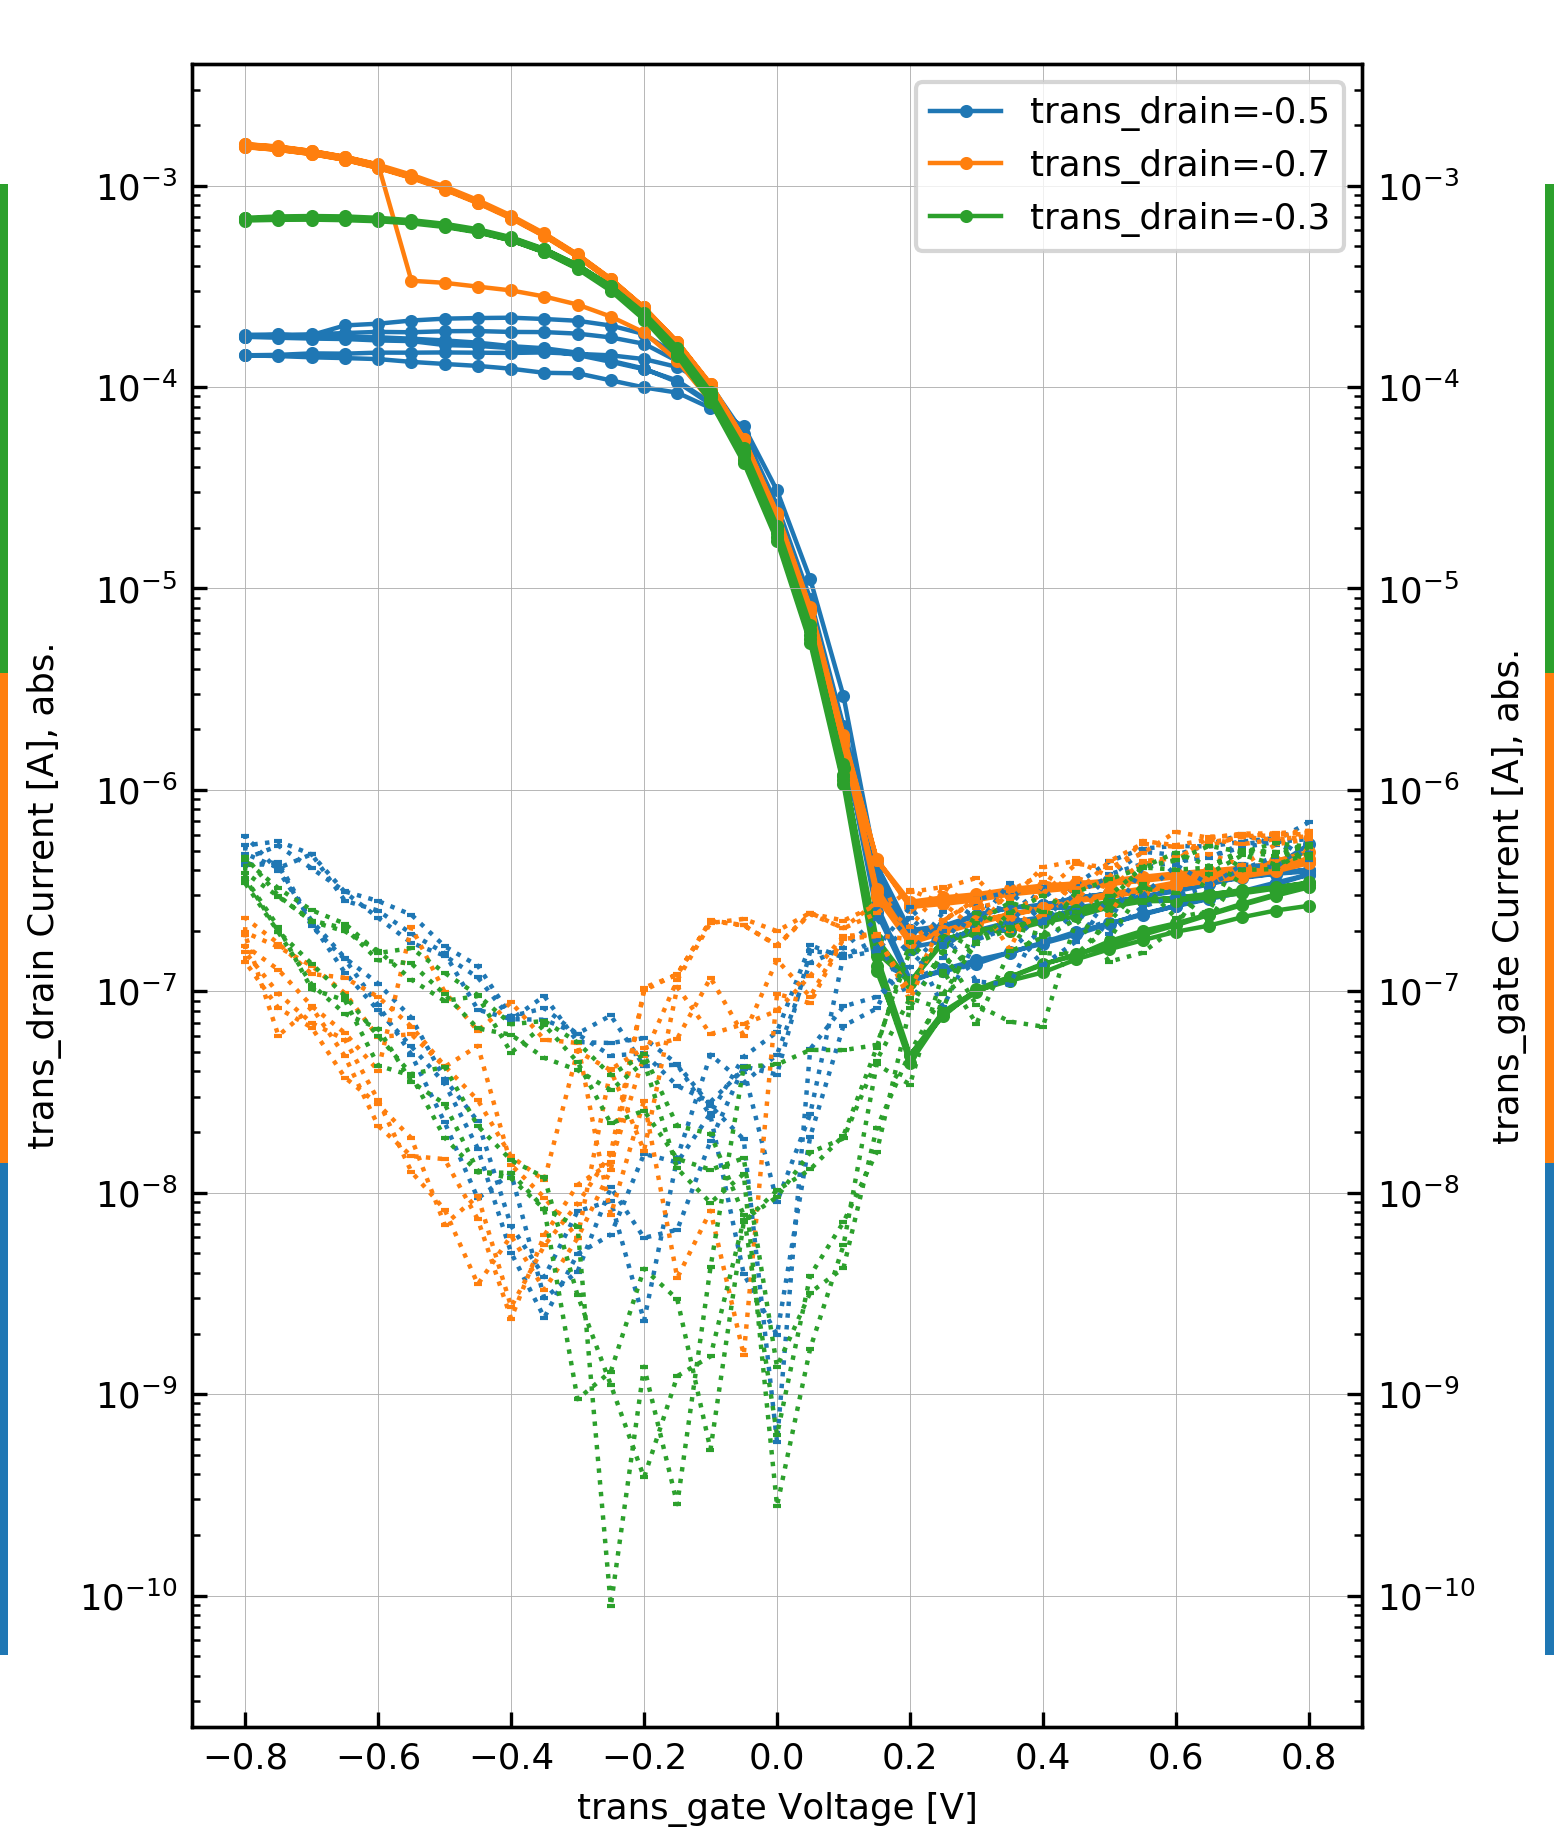 trans_drain=-0.5
trans_drain=-0.7
trans_drain=-0.3
10⁻³
10⁻⁴
10⁻⁵
10⁻⁶
10⁻⁷
10⁻⁸
10⁻⁹
10⁻¹⁰
trans_drain Current [A], abs.
10⁻³
10⁻⁴
10⁻⁵
10⁻⁶
10⁻⁷
10⁻⁸
10⁻⁹
10⁻¹⁰
trans_gate Current [A], abs.
−0.8 −0.6 −0.4 −0.2 0.0 0.2 0.4 0.6 0.8
trans_gate Voltage [V]